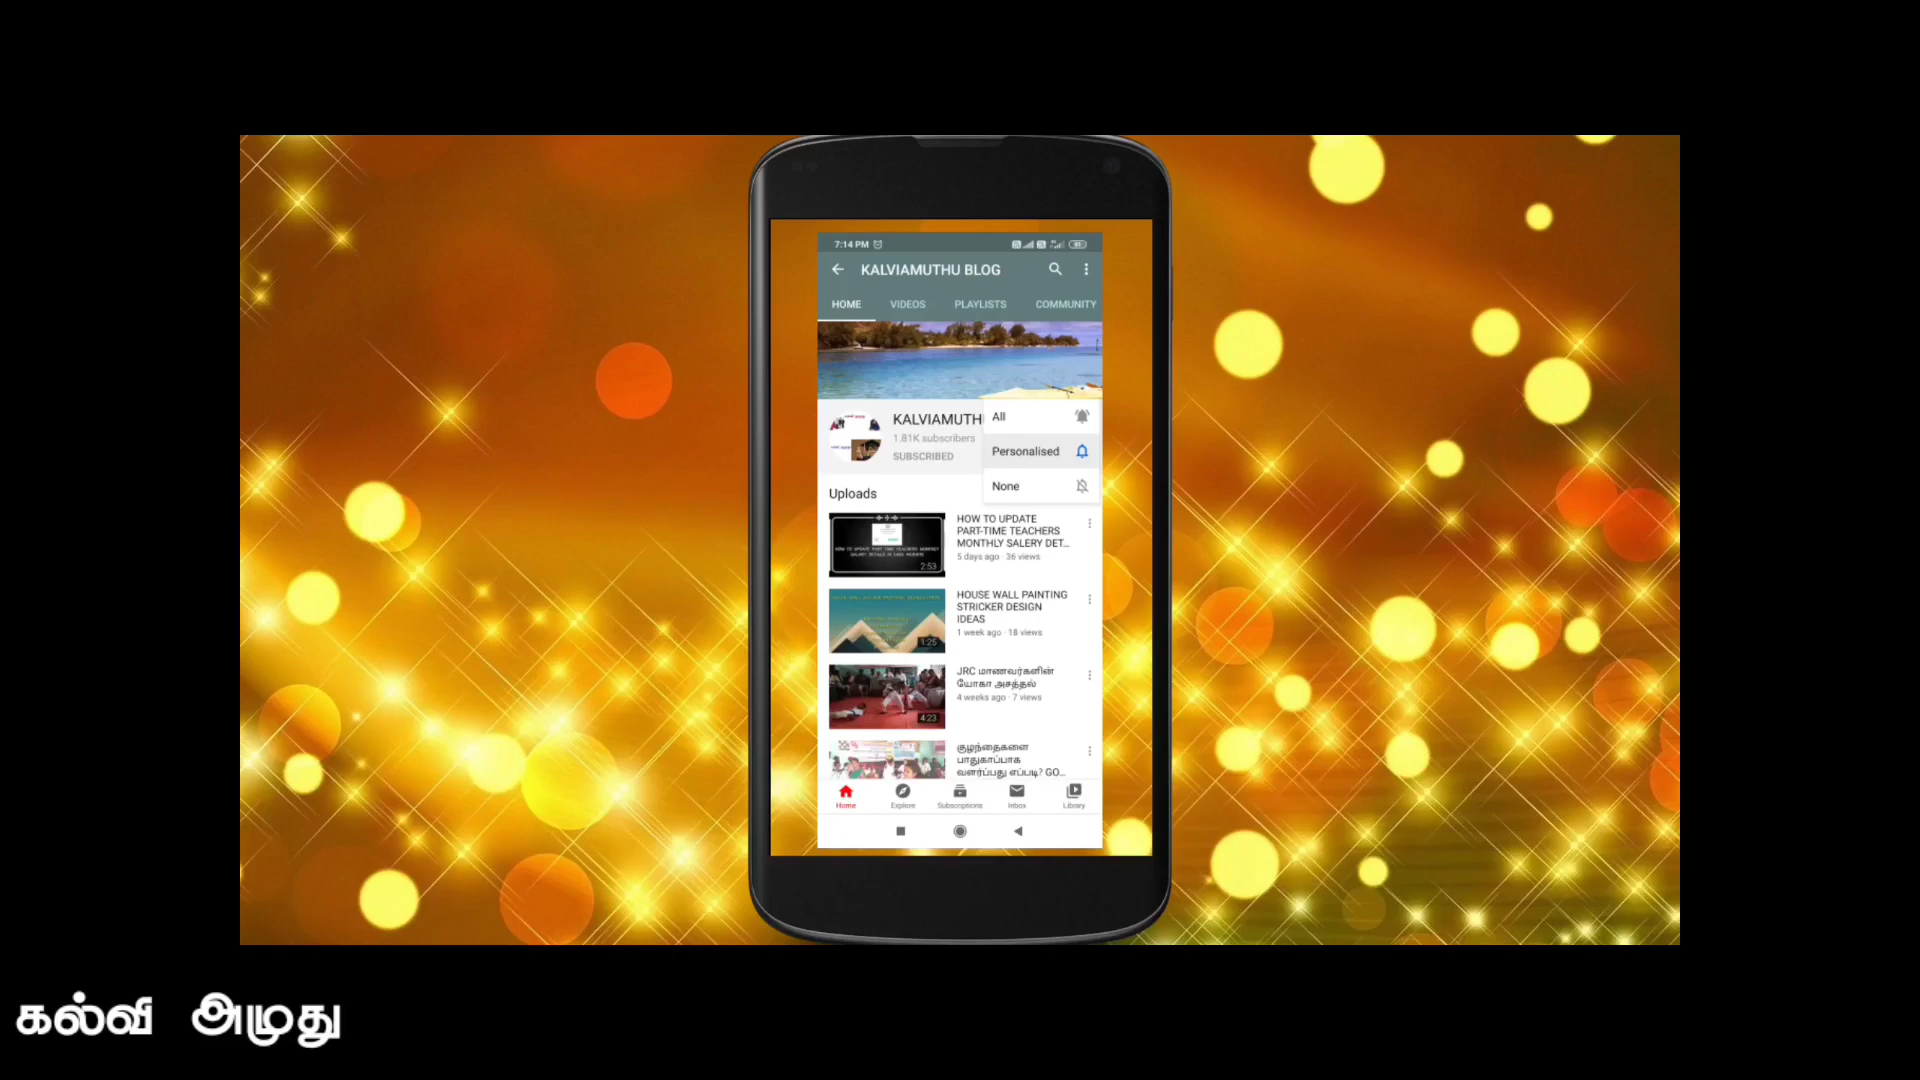 7:14 PM
KALVIAMUTHU BLOG
HOME VIDEOS PLAYLISTS COMMUNITY
KALVIAMUTH
1.81K subscribers
SUBSCRIBED
All
Personalised
None
Uploads
HOW TO UPDATE
PART-TIME TEACHERS
MONTHLY SALERY DET...
5 days ago · 36 views
2:53
HOUSE WALL PAINTING
STRICKER DESIGN
IDEAS
1 week ago · 18 views
1:25
JRC மாணவர்களின்
யோகா அசத்தல்
4 weeks ago · 7 views
4:23
குழந்தைகளை
பாதுகாப்பாக
வளர்ப்பது எப்படி? GO...
Home Explore Subscriptions Inbox Library
கல்வி அமுது